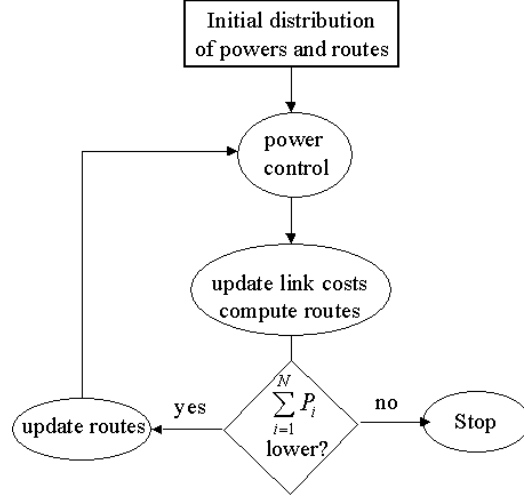 Initial distribution
of powers and routes
power
control
update link costs
compute routes
N
∑ P_i
i=1
lower?
yes
no
update routes
Stop